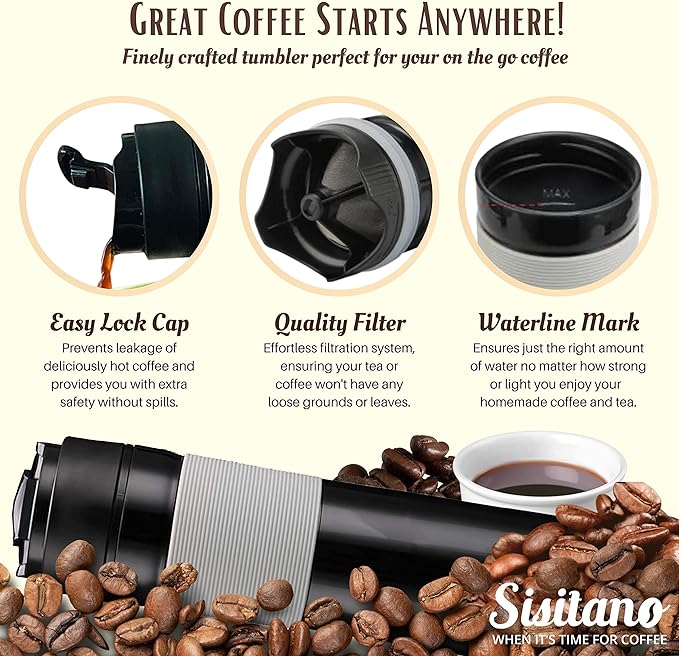 GREAT COFFEE STARTS ANYWHERE!
Finely crafted tumbler perfect for your on the go coffee
MAX
Easy Lock Cap
Prevents leakage of
deliciously hot coffee and
provides you with extra
safety without spills.
Quality Filter
Effortless filtration system,
ensuring your tea or
coffee won't have any
loose grounds or leaves.
Waterline Mark
Ensures just the right amount
of water no matter how strong
or light you enjoy your
homemade coffee and tea.
Sisitano
WHEN IT'S TIME FOR COFFEE